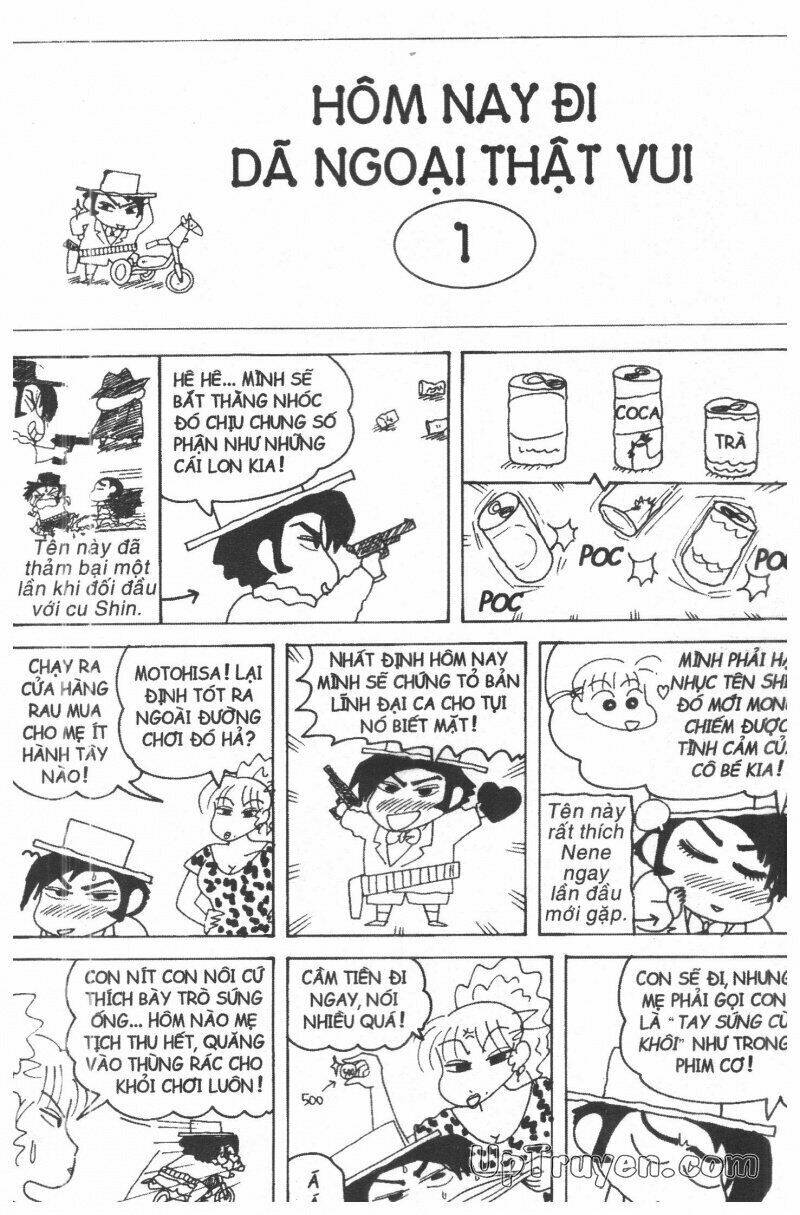 HÔM NAY ĐI
DÃ NGOẠI THẬT VUI
1
COCA
TRÀ
POC
POC
POC
HÊ HÊ... MÌNH SẼ
BẮT THẰNG NHÓC
ĐÓ CHỊU CHUNG SỐ
PHẬN NHƯ NHỮNG
CÁI LON KIA!
Tên này đã
thảm bại một
lần khi đối đầu
với cu Shin.
MÌNH PHẢI HẠ
NHỤC TÊN SHI
ĐÓ MỚI MON
CHIẾM ĐƯỢC
TÌNH CẢM CỦ
CÔ BÉ KIA!
Tên này
rất thích
Nene
ngay
lần đầu
mới gặp.
NHẤT ĐỊNH HÔM NAY
MÌNH SẼ CHỨNG TỎ BẢN
LĨNH ĐẠI CA CHO TỤI
NÓ BIẾT MẶT!
MOTOHISA! LẠI
ĐỊNH TỐT RA
NGOÀI ĐƯỜNG
CHƠI ĐÓ HẢ?
CHẠY RA
CỬA HÀNG
RAU MUA
CHO MẸ ÍT
HÀNH TÂY
NÀO!
CON SẼ ĐI, NHƯNG
MẸ PHẢI GỌI CON
LÀ "TAY SÚNG CỪ
KHÔI" NHƯ TRONG
PHIM CƠ!
CẦM TIỀN ĐI
NGAY, NÓI
NHIỀU QUÁ!
500
Á
Á
CON NÍT CON NÔI CỨ
THÍCH BÀY TRÒ SÚNG
ỐNG... HÔM NÀO MẸ
TỊCH THU HẾT, QUĂNG
VÀO THÙNG RÁC CHO
KHỎI CHƠI LUÔN!
UpTruyen.com